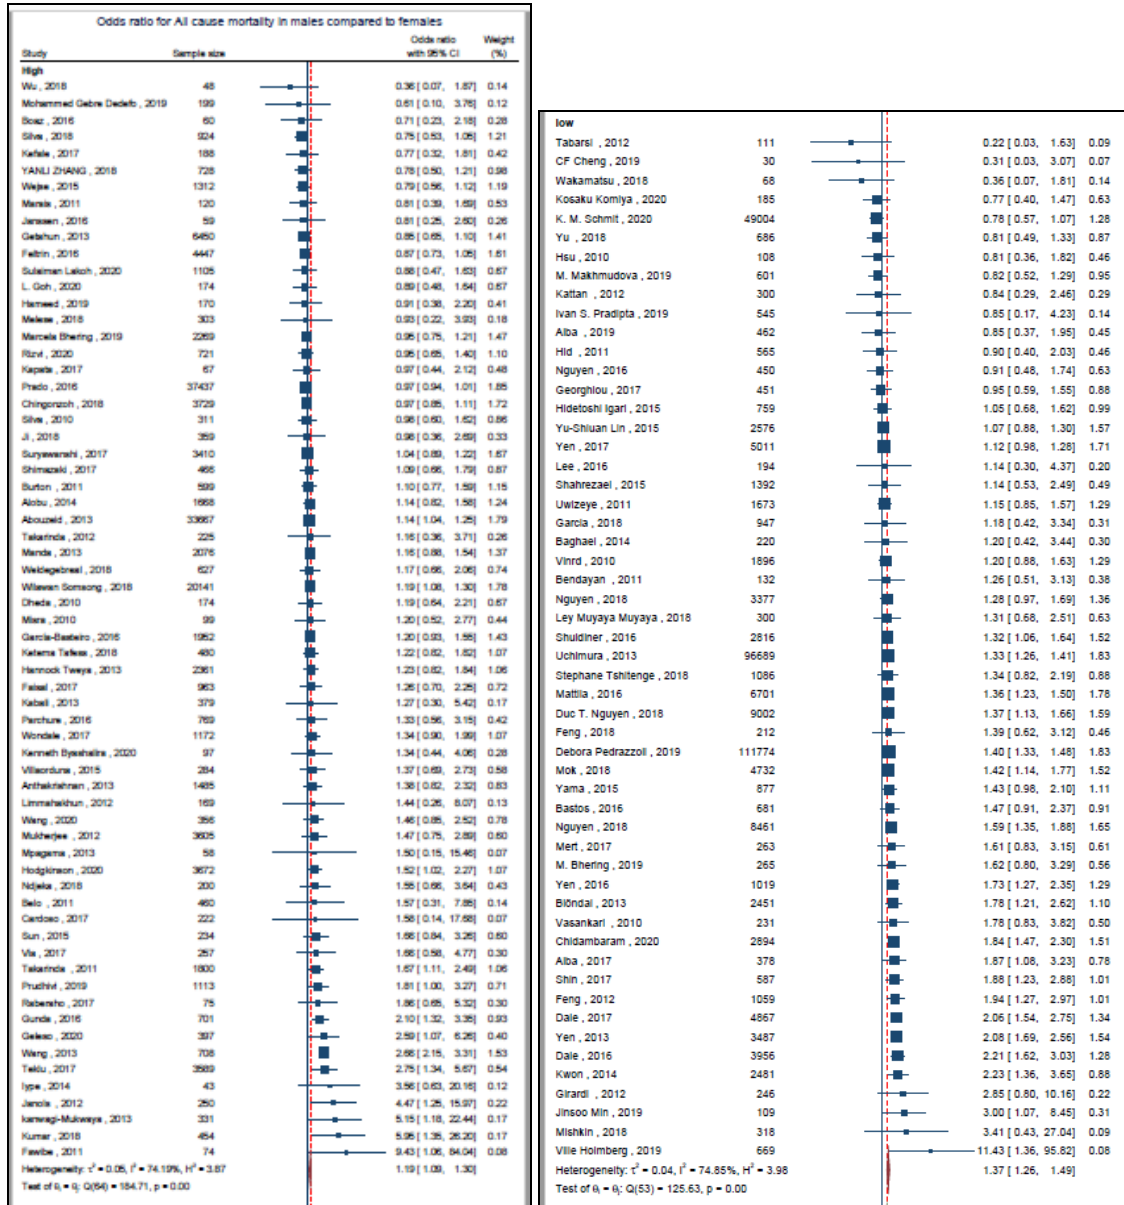 Odds ratio for All cause mortality in males compared to females
Odds ratio Weight
Study Sample size with 95% CI (%)
High
Wu , 2018 48 0.36 [ 0.07, 1.87] 0.14
Mohammed Gebre Dedefo , 2019 199 0.61 [ 0.10, 3.76] 0.12
Boaz , 2016 60 0.71 [ 0.23, 2.18] 0.28
Silva , 2018 924 0.75 [ 0.53, 1.06] 1.21
Kefale , 2017 188 0.77 [ 0.32, 1.81] 0.42
YANLI ZHANG , 2018 728 0.78 [ 0.50, 1.21] 0.98
Wejse , 2015 1312 0.79 [ 0.56, 1.12] 1.19
Marais , 2011 120 0.81 [ 0.39, 1.69] 0.53
Janssen , 2016 59 0.81 [ 0.25, 2.60] 0.26
Getahun , 2013 6450 0.85 [ 0.65, 1.10] 1.41
Feltrin , 2016 4447 0.87 [ 0.73, 1.05] 1.61
Sulaiman Lakoh , 2020 1105 0.88 [ 0.47, 1.63] 0.67
L. Goh , 2020 174 0.89 [ 0.48, 1.64] 0.67
Hameed , 2019 170 0.91 [ 0.38, 2.20] 0.41
Melese , 2018 303 0.93 [ 0.22, 3.93] 0.18
Marcela Bhering , 2019 2269 0.95 [ 0.75, 1.21] 1.47
Rizvi , 2020 721 0.95 [ 0.65, 1.40] 1.10
Kapata , 2017 67 0.97 [ 0.44, 2.12] 0.48
Prado , 2016 37437 0.97 [ 0.94, 1.01] 1.85
Chingonzoh , 2018 3729 0.97 [ 0.85, 1.11] 1.72
Silva , 2010 311 0.98 [ 0.60, 1.62] 0.86
Ji , 2018 359 0.98 [ 0.36, 2.69] 0.33
Suryawanshi , 2017 3410 1.04 [ 0.89, 1.22] 1.67
Shimazaki , 2017 466 1.09 [ 0.66, 1.79] 0.87
Burton , 2011 599 1.10 [ 0.77, 1.59] 1.15
Alobu , 2014 1668 1.14 [ 0.82, 1.58] 1.24
Abouzeid , 2013 33667 1.14 [ 1.04, 1.25] 1.79
Takarinda , 2012 225 1.16 [ 0.36, 3.71] 0.26
Manda , 2013 2076 1.16 [ 0.88, 1.54] 1.37
Weldegebreal , 2018 627 1.17 [ 0.66, 2.06] 0.74
Wilawan Somsong , 2018 20141 1.19 [ 1.08, 1.30] 1.78
Dheda , 2010 174 1.19 [ 0.64, 2.21] 0.67
Misra , 2010 99 1.20 [ 0.52, 2.77] 0.44
Garcia-Basteiro , 2016 1952 1.20 [ 0.93, 1.55] 1.43
Ketema Tafess , 2018 480 1.22 [ 0.82, 1.82] 1.07
Hannock Tweya , 2013 2361 1.23 [ 0.82, 1.84] 1.06
Faisal , 2017 963 1.26 [ 0.70, 2.25] 0.72
Kabali , 2013 379 1.27 [ 0.30, 5.42] 0.17
Parchure , 2016 769 1.33 [ 0.56, 3.15] 0.42
Wondale , 2017 1172 1.34 [ 0.90, 1.99] 1.07
Kenneth Byashalira , 2020 97 1.34 [ 0.44, 4.06] 0.28
Villaorduna , 2015 284 1.37 [ 0.69, 2.73] 0.58
Anthakrishnan , 2013 1485 1.38 [ 0.82, 2.32] 0.83
Limmahakhun , 2012 169 1.44 [ 0.26, 8.07] 0.13
Wang , 2020 356 1.46 [ 0.85, 2.52] 0.78
Mukherjee , 2012 3605 1.47 [ 0.75, 2.89] 0.60
Mpagama , 2013 58 1.50 [ 0.15, 15.46] 0.07
Hodgkinson , 2020 3672 1.52 [ 1.02, 2.27] 1.07
Ndjeka , 2018 200 1.55 [ 0.66, 3.64] 0.43
Belo , 2011 460 1.57 [ 0.31, 7.85] 0.14
Cardoso , 2017 222 1.58 [ 0.14, 17.68] 0.07
Sun , 2015 234 1.66 [ 0.84, 3.26] 0.60
Via , 2017 257 1.66 [ 0.58, 4.77] 0.30
Takarinda , 2011 1800 1.67 [ 1.11, 2.49] 1.06
Prudhivi , 2019 1113 1.81 [ 1.00, 3.27] 0.71
Rabenaho , 2017 75 1.86 [ 0.65, 5.32] 0.30
Gunda , 2016 701 2.10 [ 1.32, 3.35] 0.93
Gelaso , 2020 397 2.59 [ 1.07, 6.26] 0.40
Wang , 2013 708 2.66 [ 2.15, 3.31] 1.53
Teklu , 2017 3589 2.75 [ 1.34, 5.67] 0.54
Iype , 2014 43 3.56 [ 0.63, 20.16] 0.12
Janols , 2012 250 4.47 [ 1.25, 15.97] 0.22
kamwagi-Mukwaya , 2013 331 5.15 [ 1.18, 22.44] 0.17
Kumar , 2018 454 5.95 [ 1.35, 26.20] 0.17
Fawibe , 2011 74 9.43 [ 1.06, 84.04] 0.08
Heterogeneity: τ² = 0.05, I² = 74.19%, H² = 3.87 1.19 [ 1.09, 1.30]
Test of θᵢ = θⱼ: Q(64) = 184.71, p = 0.00
low
Tabarsi , 2012 111 0.22 [ 0.03, 1.63] 0.09
CF Cheng , 2019 30 0.31 [ 0.03, 3.07] 0.07
Wakamatsu , 2018 68 0.36 [ 0.07, 1.81] 0.14
Kosaku Komiya , 2020 185 0.77 [ 0.40, 1.47] 0.63
K. M. Schmit , 2020 49004 0.78 [ 0.57, 1.07] 1.28
Yu , 2018 686 0.81 [ 0.49, 1.33] 0.87
Hsu , 2010 108 0.81 [ 0.36, 1.82] 0.46
M. Makhmudova , 2019 601 0.82 [ 0.52, 1.29] 0.95
Kattan , 2012 300 0.84 [ 0.29, 2.46] 0.29
Ivan S. Pradipta , 2019 545 0.85 [ 0.17, 4.23] 0.14
Alba , 2019 462 0.85 [ 0.37, 1.95] 0.45
Hld , 2011 565 0.90 [ 0.40, 2.03] 0.46
Nguyen , 2016 450 0.91 [ 0.48, 1.74] 0.63
Georghiou , 2017 451 0.95 [ 0.59, 1.55] 0.88
Hidetoshi Igari , 2015 759 1.05 [ 0.68, 1.62] 0.99
Yu-Shiuan Lin , 2015 2576 1.07 [ 0.88, 1.30] 1.57
Yen , 2017 5011 1.12 [ 0.98, 1.28] 1.71
Lee , 2016 194 1.14 [ 0.30, 4.37] 0.20
Shahrezaei , 2015 1392 1.14 [ 0.53, 2.49] 0.49
Uwizeye , 2011 1673 1.15 [ 0.85, 1.57] 1.29
Garcia , 2018 947 1.18 [ 0.42, 3.34] 0.31
Baghaei , 2014 220 1.20 [ 0.42, 3.44] 0.30
Vinrd , 2010 1896 1.20 [ 0.88, 1.63] 1.29
Bendayan , 2011 132 1.26 [ 0.51, 3.13] 0.38
Nguyen , 2018 3377 1.28 [ 0.97, 1.69] 1.36
Ley Muyaya Muyaya , 2018 300 1.31 [ 0.68, 2.51] 0.63
Shuldiner , 2016 2816 1.32 [ 1.06, 1.64] 1.52
Uchimura , 2013 96689 1.33 [ 1.26, 1.41] 1.83
Stephane Tshitenge , 2018 1086 1.34 [ 0.82, 2.19] 0.88
Mattila , 2016 6701 1.36 [ 1.23, 1.50] 1.78
Duc T. Nguyen , 2018 9002 1.37 [ 1.13, 1.66] 1.59
Feng , 2018 212 1.39 [ 0.62, 3.12] 0.46
Debora Pedrazzoli , 2019 111774 1.40 [ 1.33, 1.48] 1.83
Mok , 2018 4732 1.42 [ 1.14, 1.77] 1.52
Yama , 2015 877 1.43 [ 0.98, 2.10] 1.11
Bastos , 2016 681 1.47 [ 0.91, 2.37] 0.91
Nguyen , 2018 8461 1.59 [ 1.35, 1.88] 1.65
Mert , 2017 263 1.61 [ 0.83, 3.15] 0.61
M. Bhering , 2019 265 1.62 [ 0.80, 3.29] 0.56
Yen , 2016 1019 1.73 [ 1.27, 2.35] 1.29
Blöndal , 2013 2451 1.78 [ 1.21, 2.62] 1.10
Vasankari , 2010 231 1.78 [ 0.83, 3.82] 0.50
Chidambaram , 2020 2894 1.84 [ 1.47, 2.30] 1.51
Alba , 2017 378 1.87 [ 1.08, 3.23] 0.78
Shin , 2017 587 1.88 [ 1.23, 2.88] 1.01
Feng , 2012 1059 1.94 [ 1.27, 2.97] 1.01
Dale , 2017 4867 2.06 [ 1.54, 2.75] 1.34
Yen , 2013 3487 2.08 [ 1.69, 2.56] 1.54
Dale , 2016 3956 2.21 [ 1.62, 3.03] 1.28
Kwon , 2014 2481 2.23 [ 1.36, 3.65] 0.88
Girardi , 2012 246 2.85 [ 0.80, 10.16] 0.22
Jinsoo Min , 2019 109 3.00 [ 1.07, 8.45] 0.31
Mishkin , 2018 318 3.41 [ 0.43, 27.04] 0.09
Ville Holmberg , 2019 669 11.43 [ 1.36, 95.82] 0.08
Heterogeneity: τ² = 0.04, I² = 74.85%, H² = 3.98 1.37 [ 1.26, 1.49]
Test of θᵢ = θⱼ: Q(53) = 125.63, p = 0.00